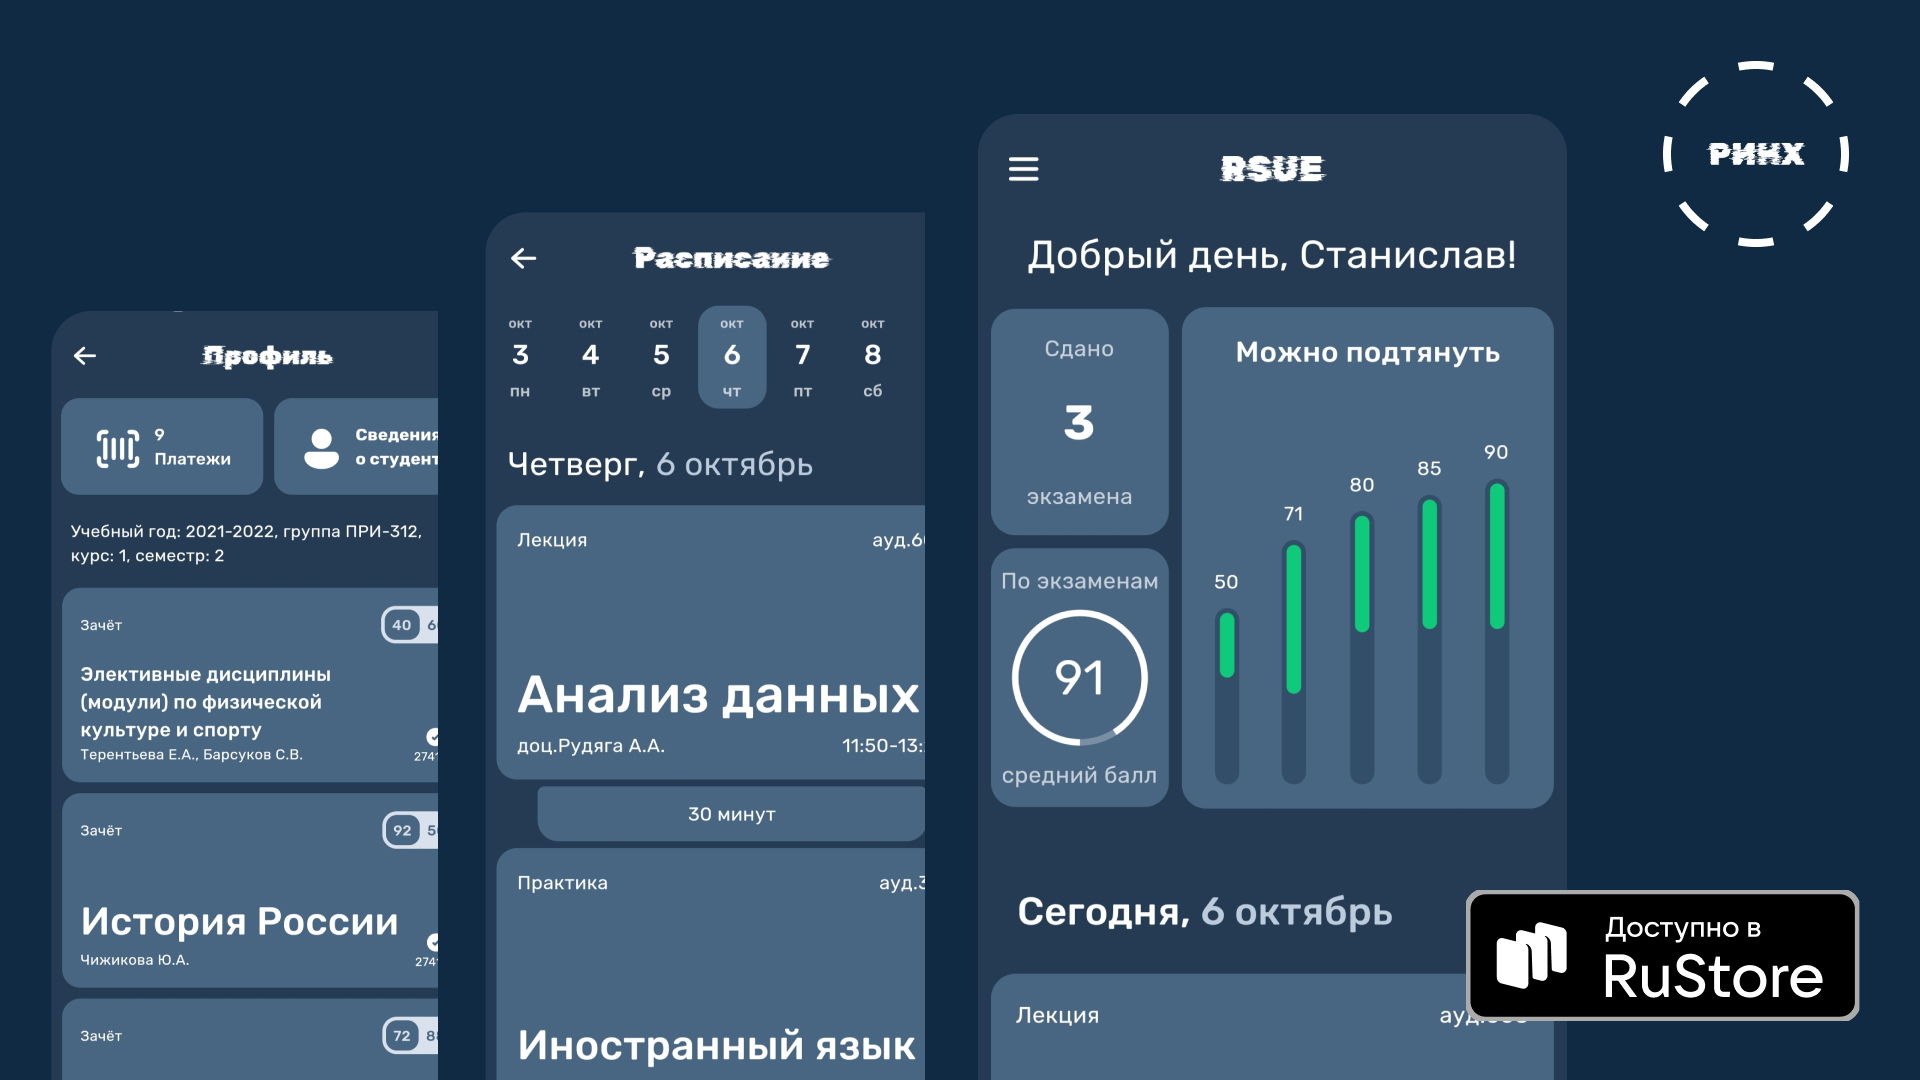 Профиль
9
Платежи
Сведения
о студент
Учебный год: 2021-2022, группа ПРИ-312,
курс: 1, семестр: 2
Зачёт
40
Элективные дисциплины
(модули) по физической
культуре и спорту
Терентьева Е.А., Барсуков С.В.
274
Зачёт
92
История России
Чижикова Ю.А.
274
Зачёт
72
Расписание
окт окт окт окт окт окт
3 4 5 6 7 8
пн вт ср чт пт сб
Четверг, 6 октябрь
Лекция ауд.6
Анализ данных
доц.Рудяга А.А. 11:50-13:
30 минут
Практика ауд.3
Иностранный язык
RSUE
Добрый день, Станислав!
Сдано
3
экзамена
По экзаменам
91
средний балл
Можно подтянуть
50 71 80 85 90
Сегодня, 6 октябрь
Лекция
РИНХ
Доступно в
RuStore